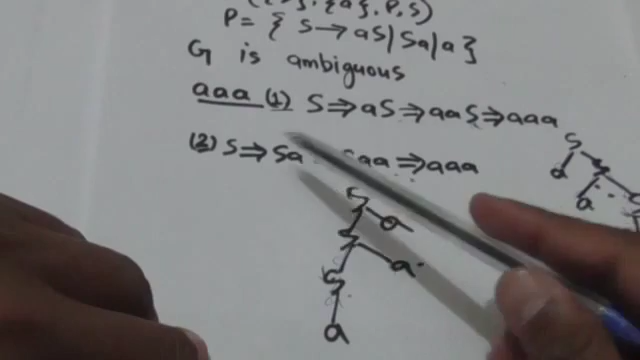 ({S}, {a}, P, S)
P = { S → aS | Sa | a }
G is ambiguous
aaa (1) S ⇒ aS ⇒ aaS ⇒ aaa
(2) S ⇒ Sa Saa ⇒ aaa
S
a S
a
S
S a
S a
a